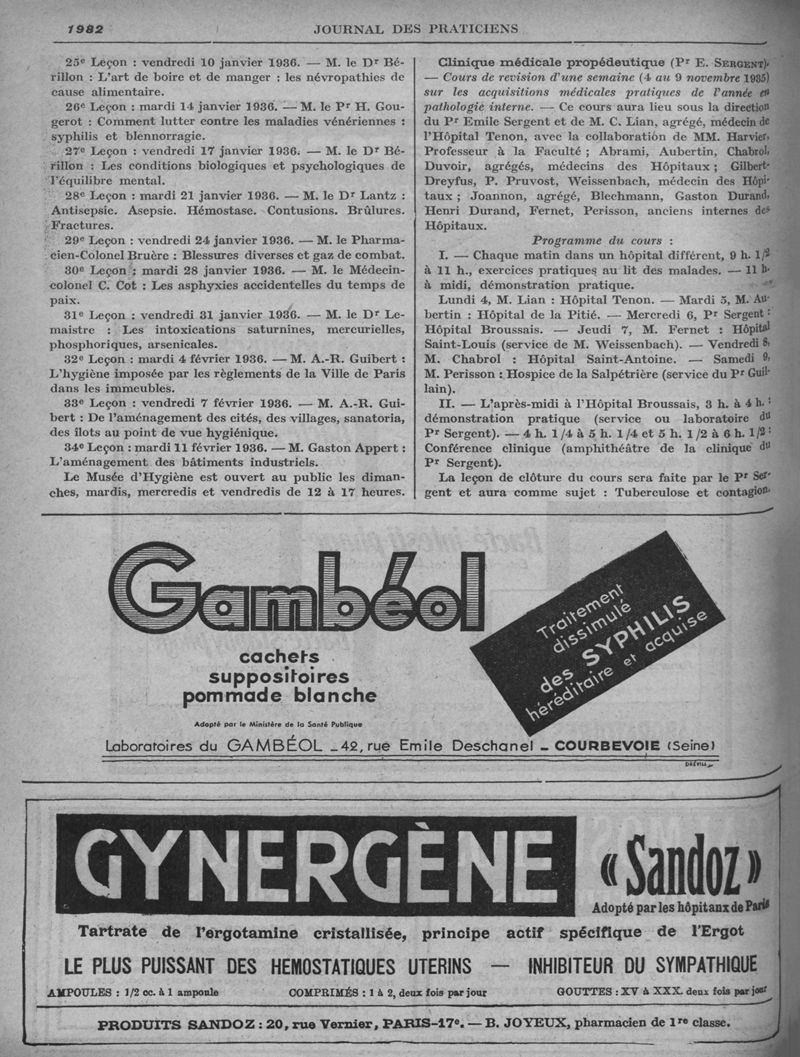 1982
JOURNAL DES PRATICIENS
25e Leçon : vendredi 10 janvier 1936. — M. le Dr Bé-
rillon : L'art de boire et de manger : les névropathies de
cause alimentaire.
26e Leçon : mardi 14 janvier 1936. — M. le Pr H. Gou-
gerot : Comment lutter contre les maladies vénériennes :
syphilis et blennorragie.
27e Leçon : vendredi 17 janvier 1936. — M. le Dr Bé-
rillon : Les conditions biologiques et psychologiques de
l'équilibre mental.
28e Leçon : mardi 21 janvier 1936. — M. le Dr Lantz :
Antisepsie. Asepsie. Hémostase. Contusions. Brûlures.
Fractures.
29e Leçon : vendredi 24 janvier 1936. — M. le Pharma-
cien-Colonel Bruère : Blessures diverses et gaz de combat.
30e Leçon : mardi 28 janvier 1936. — M. le Médecin-
colonel C. Cot : Les asphyxies accidentelles du temps de
paix.
31e Leçon : vendredi 31 janvier 1936. — M. le Dr Le-
maistre : Les intoxications saturnines, mercurielles,
phosphoriques, arsenicales.
32e Leçon : mardi 4 février 1936. — M. A.-R. Guibert :
L'hygiène imposée par les règlements de la Ville de Paris
dans les immeubles.
33e Leçon : vendredi 7 février 1936. — M. A.-R. Gui-
bert : De l'aménagement des cités, des villages, sanatoria,
des îlots au point de vue hygiénique.
34e Leçon : mardi 11 février 1936. — M. Gaston Appert :
L'aménagement des bâtiments industriels.
Le Musée d'Hygiène est ouvert au public les diman-
ches, mardis, mercredis et vendredis de 12 à 17 heures.
Clinique médicale propédeutique (Pr E. SERGENT).
— Cours de revision d'une semaine (4 au 9 novembre 1935)
sur les acquisitions médicales pratiques de l'année en
pathologie interne. — Ce cours aura lieu sous la direction
du Pr Emile Sergent et de M. C. Lian, agrégé, médecin de
l'Hôpital Tenon, avec la collaboration de MM. Harvier,
Professeur à la Faculté ; Abrami, Aubertin, Chabrol,
Duvoir, agrégés, médecins des Hôpitaux ; Gilbert-
Dreyfus, P. Pruvost, Weissenbach, médecin des Hôpi-
taux ; Joannon, agrégé, Blechmann, Gaston Durand,
Henri Durand, Fernet, Perisson, anciens internes des
Hôpitaux.
Programme du cours :
I. — Chaque matin dans un hôpital différent, 9 h. 1/2
à 11 h., exercices pratiques au lit des malades. — 11 h.
à midi, démonstration pratique.
Lundi 4, M. Lian : Hôpital Tenon. — Mardi 5, M. Au-
bertin : Hôpital de la Pitié. — Mercredi 6, Pr Sergent :
Hôpital Broussais. — Jeudi 7, M. Fernet : Hôpital
Saint-Louis (service de M. Weissenbach). — Vendredi 8,
M. Chabrol : Hôpital Saint-Antoine. — Samedi 9,
M. Perisson : Hospice de la Salpétrière (service du Pr Guil-
lain).
II. — L'après-midi à l'Hôpital Broussais, 3 h. à 4 h. :
démonstration pratique (service ou laboratoire du
Pr Sergent). — 4 h. 1/4 à 5 h. 1/4 et 5 h. 1/2 à 6 h. 1/2 :
Conférence clinique (amphithéâtre de la clinique du
Pr Sergent).
La leçon de clôture du cours sera faite par le Pr Ser-
gent et aura comme sujet : Tuberculose et contagion.
Gambéol
cachets
suppositoires
pommade blanche
Adopté par le Ministère de la Santé Publique
Traitement
dissimulé
des SYPHILIS
héréditaire et acquise
Laboratoires du GAMBÉOL _ 42, rue Emile Deschanel _ COURBEVOIE (Seine)
GYNERGÈNE
« Sandoz »
Adopté par les hôpitaux de Paris
Tartrate de l'ergotamine cristallisée, principe actif spécifique de l'Ergot
LE PLUS PUISSANT DES HEMOSTATIQUES UTERINS — INHIBITEUR DU SYMPATHIQUE
AMPOULES : 1/2 cc. à 1 ampoule COMPRIMÉS : 1 à 2, deux fois par jour GOUTTES : XV à XXX. deux fois par jour
PRODUITS SANDOZ : 20, rue Vernier, PARIS-17e. — B. JOYEUX, pharmacien de 1re classe.